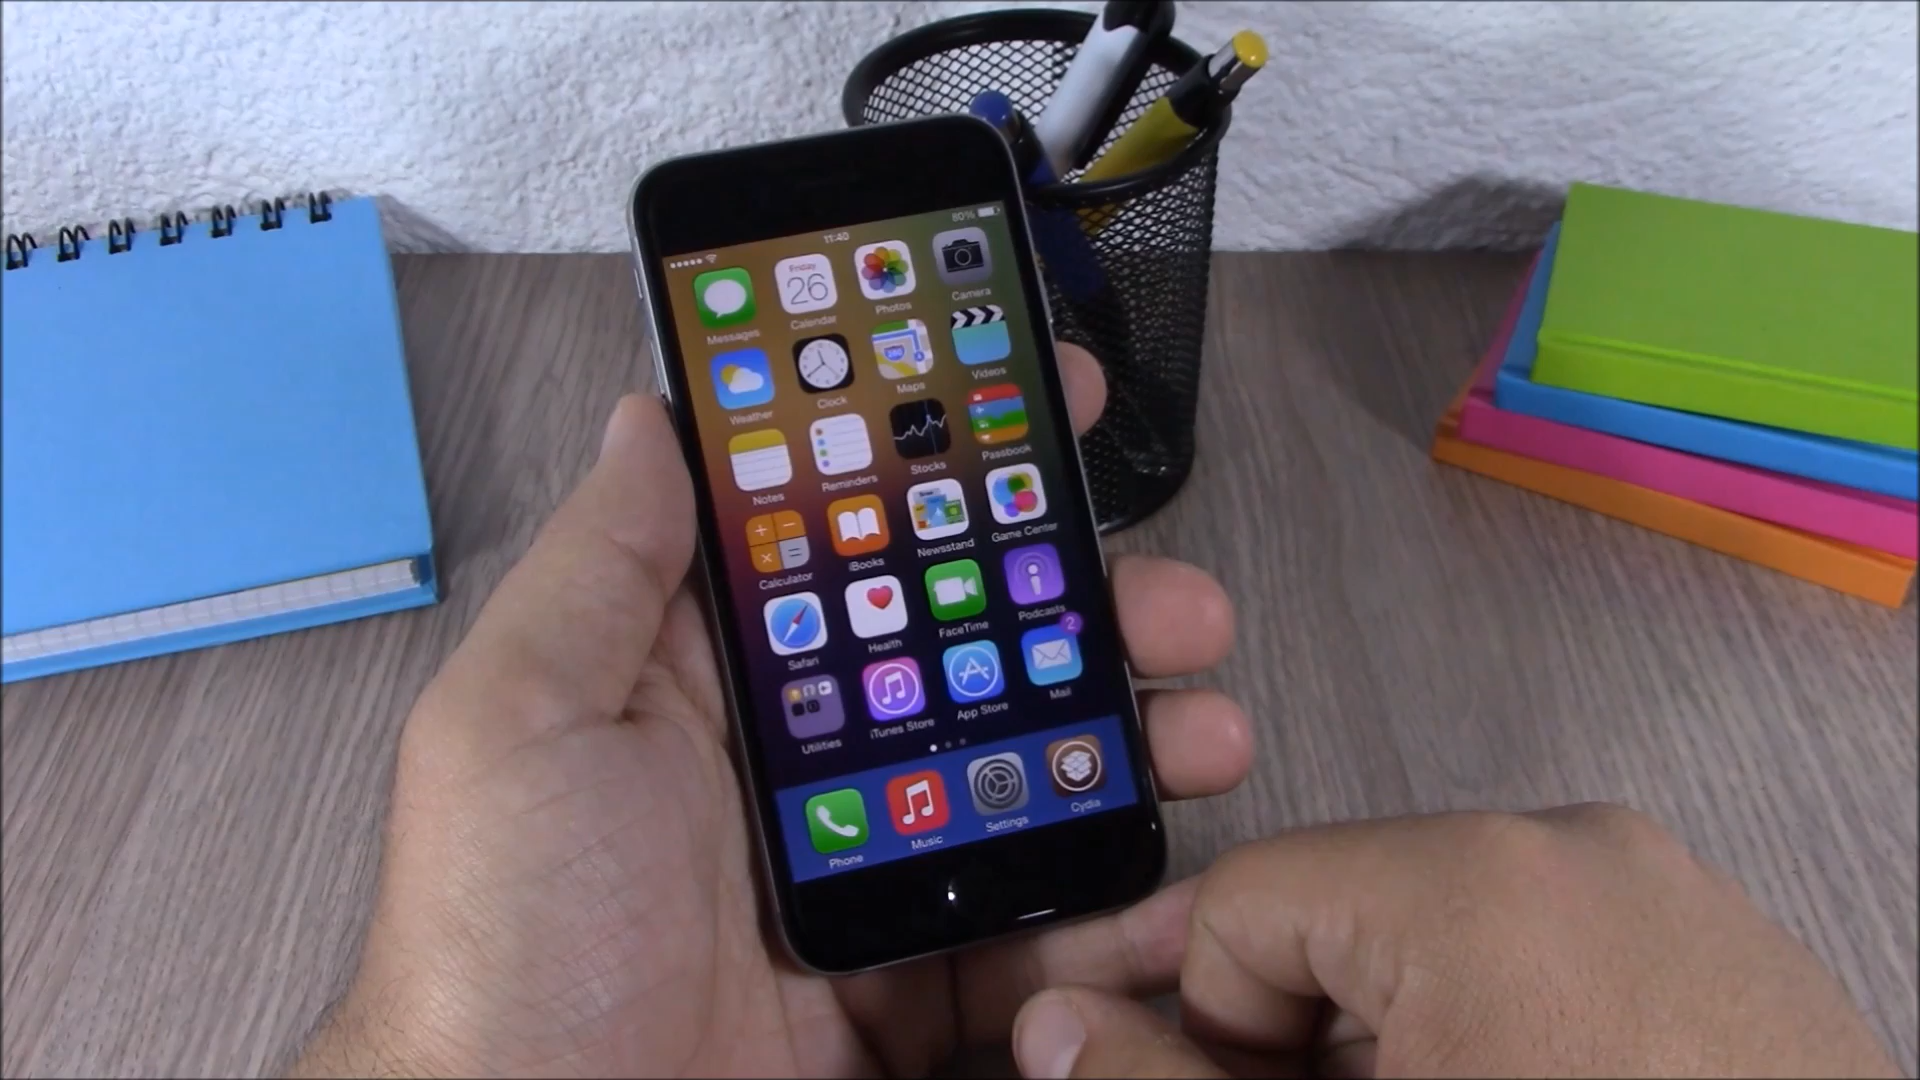 11:40
80%
Messages
Friday
26
Calendar
Photos
Camera
Weather
Clock
280
Maps
Videos
Notes
Reminders
Stocks
Passbook
Calculator
iBooks
Newsstand
Game Center
Safari
Health
FaceTime
Podcasts
2
Utilities
iTunes Store
App Store
Mail
Phone
Music
Settings
Cydia